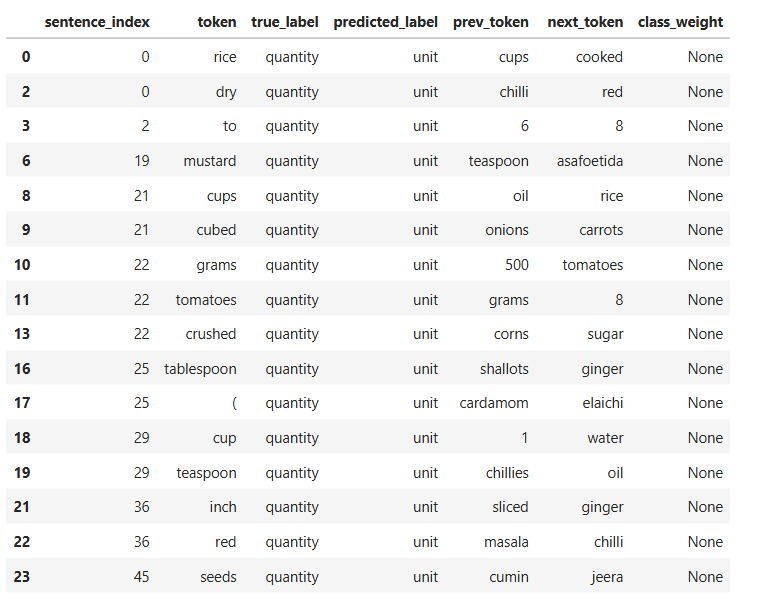 sentence_index token true_label predicted_label prev_token next_token class_weight
0 0 rice quantity unit cups cooked None
2 0 dry quantity unit chilli red None
3 2 to quantity unit 6 8 None
6 19 mustard quantity unit teaspoon asafoetida None
8 21 cups quantity unit oil rice None
9 21 cubed quantity unit onions carrots None
10 22 grams quantity unit 500 tomatoes None
11 22 tomatoes quantity unit grams 8 None
13 22 crushed quantity unit corns sugar None
16 25 tablespoon quantity unit shallots ginger None
17 25 ( quantity unit cardamom elaichi None
18 29 cup quantity unit 1 water None
19 29 teaspoon quantity unit chillies oil None
21 36 inch quantity unit sliced ginger None
22 36 red quantity unit masala chilli None
23 45 seeds quantity unit cumin jeera None